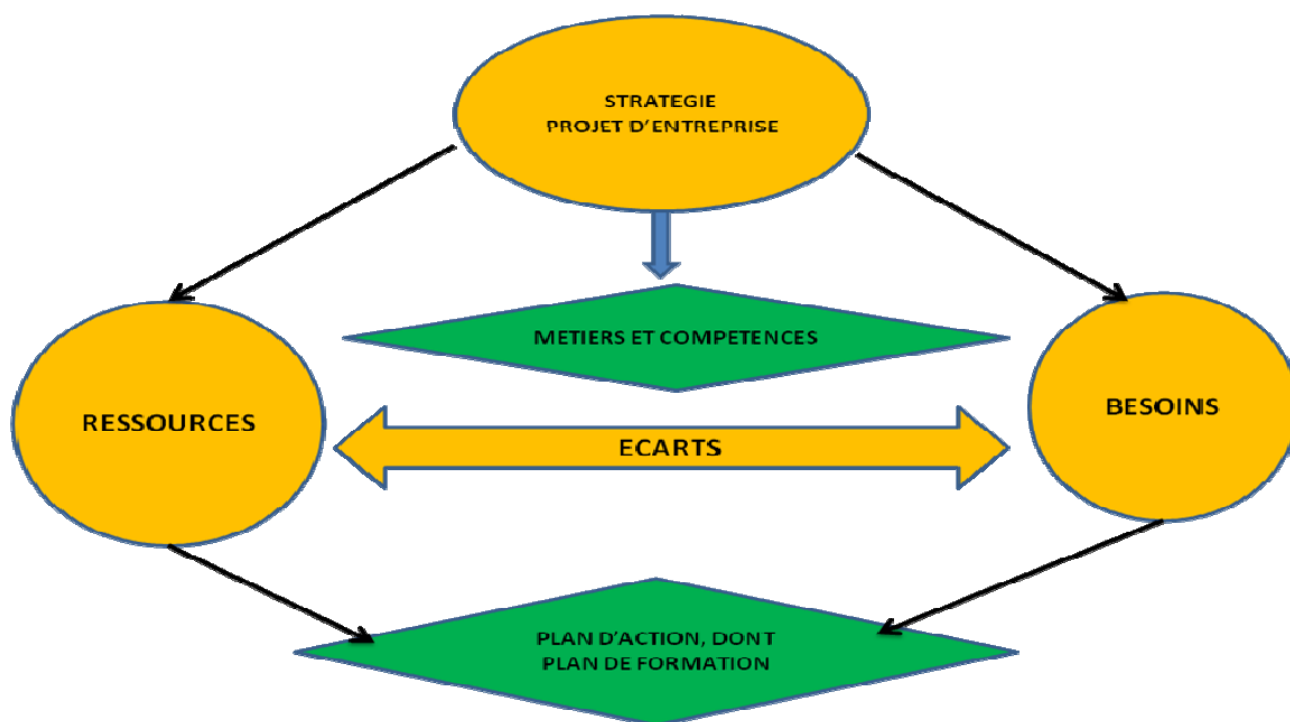 STRATEGIE
PROJET D'ENTREPRISE
METIERS ET COMPETENCES
RESSOURCES
BESOINS
ECARTS
PLAN D'ACTION, DONT
PLAN DE FORMATION